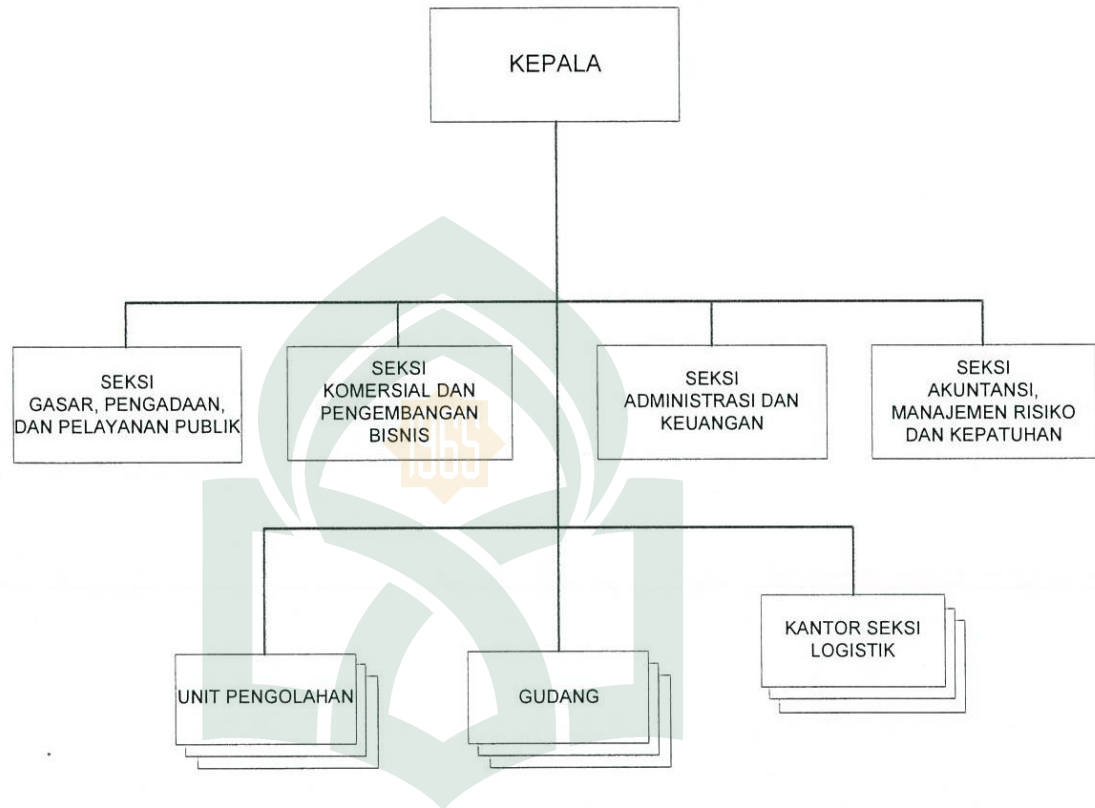 KEPALA
SEKSI
GASAR, PENGADAAN,
DAN PELAYANAN PUBLIK
SEKSI
KOMERSIAL DAN
PENGEMBANGAN
BISNIS
SEKSI
ADMINISTRASI DAN
KEUANGAN
SEKSI
AKUNTANSI,
MANAJEMEN RISIKO
DAN KEPATUHAN
1965
UNIT PENGOLAHAN
GUDANG
KANTOR SEKSI
LOGISTIK